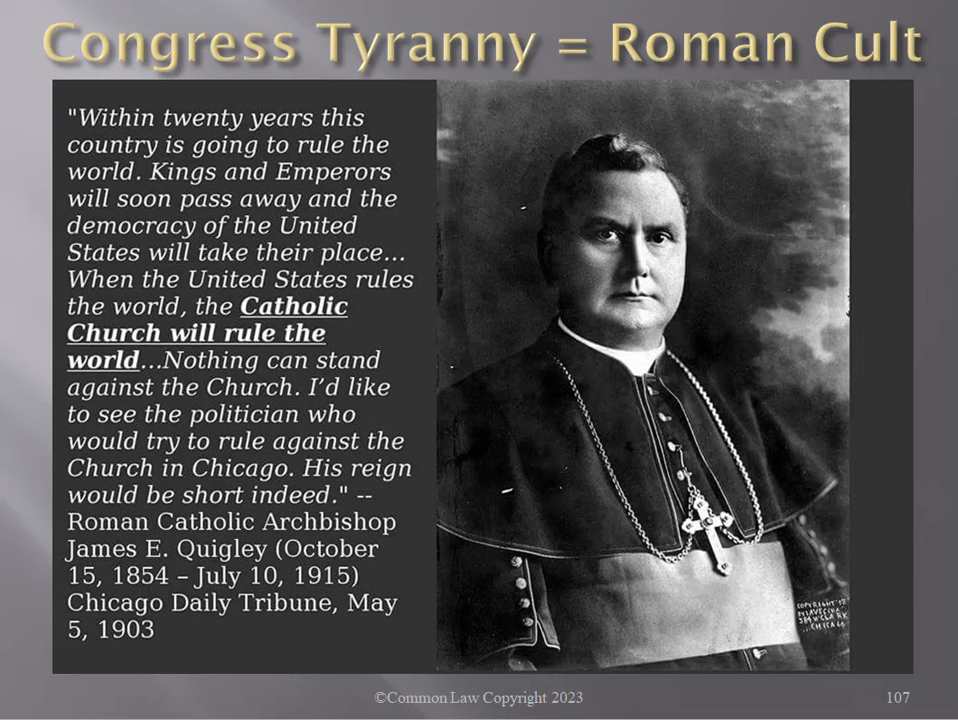 Congress Tyranny = Roman Cult
"Within twenty years this
country is going to rule the
world. Kings and Emperors
will soon pass away and the
democracy of the United
States will take their place...
When the United States rules
the world, the Catholic
Church will rule the
world...Nothing can stand
against the Church. I'd like
to see the politician who
would try to rule against the
Church in Chicago. His reign
would be short indeed." --
Roman Catholic Archbishop
James E. Quigley (October
15, 1854 – July 10, 1915)
Chicago Daily Tribune, May
5, 1903
COPYRIGHT
CHICAGO
©Common Law Copyright 2023
107